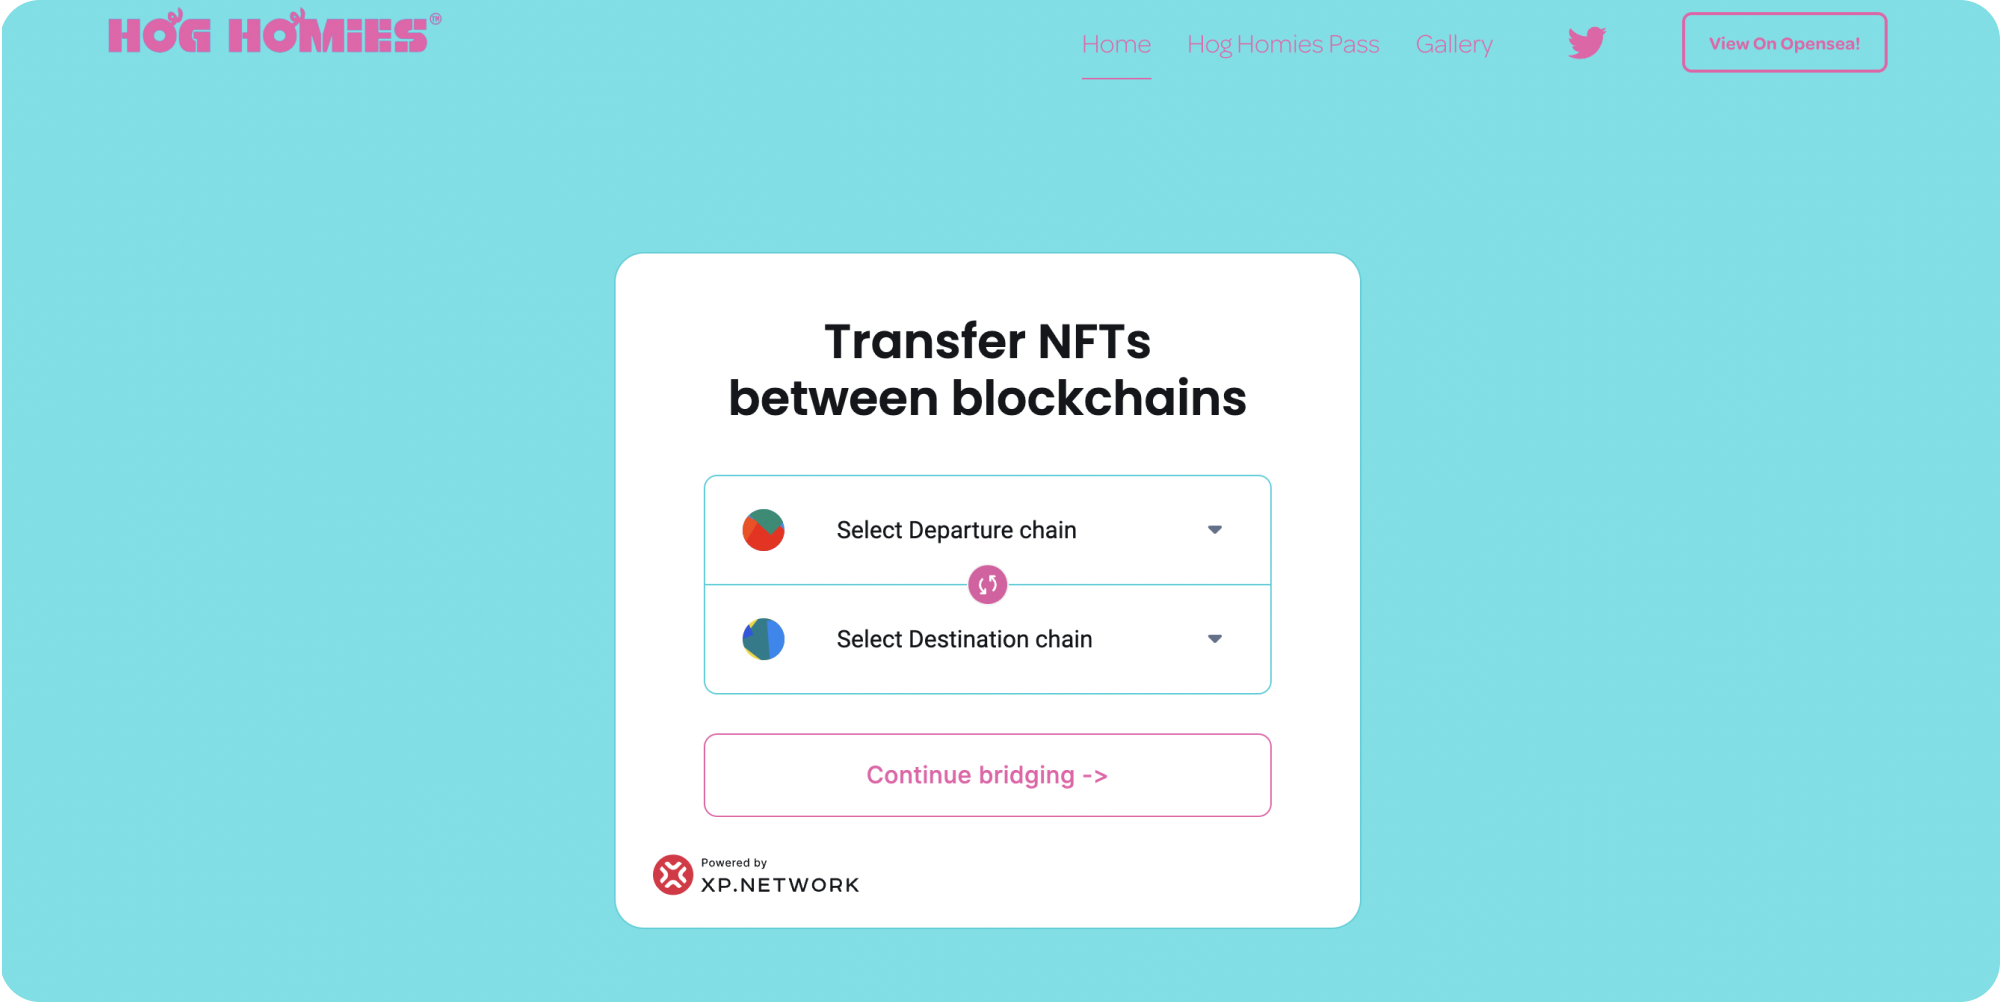 HOG HOMIES™
Home Hog Homies Pass Gallery View On Opensea!
Transfer NFTs
between blockchains
Select Departure chain
Select Destination chain
Continue bridging ->
Powered by
XP.NETWORK